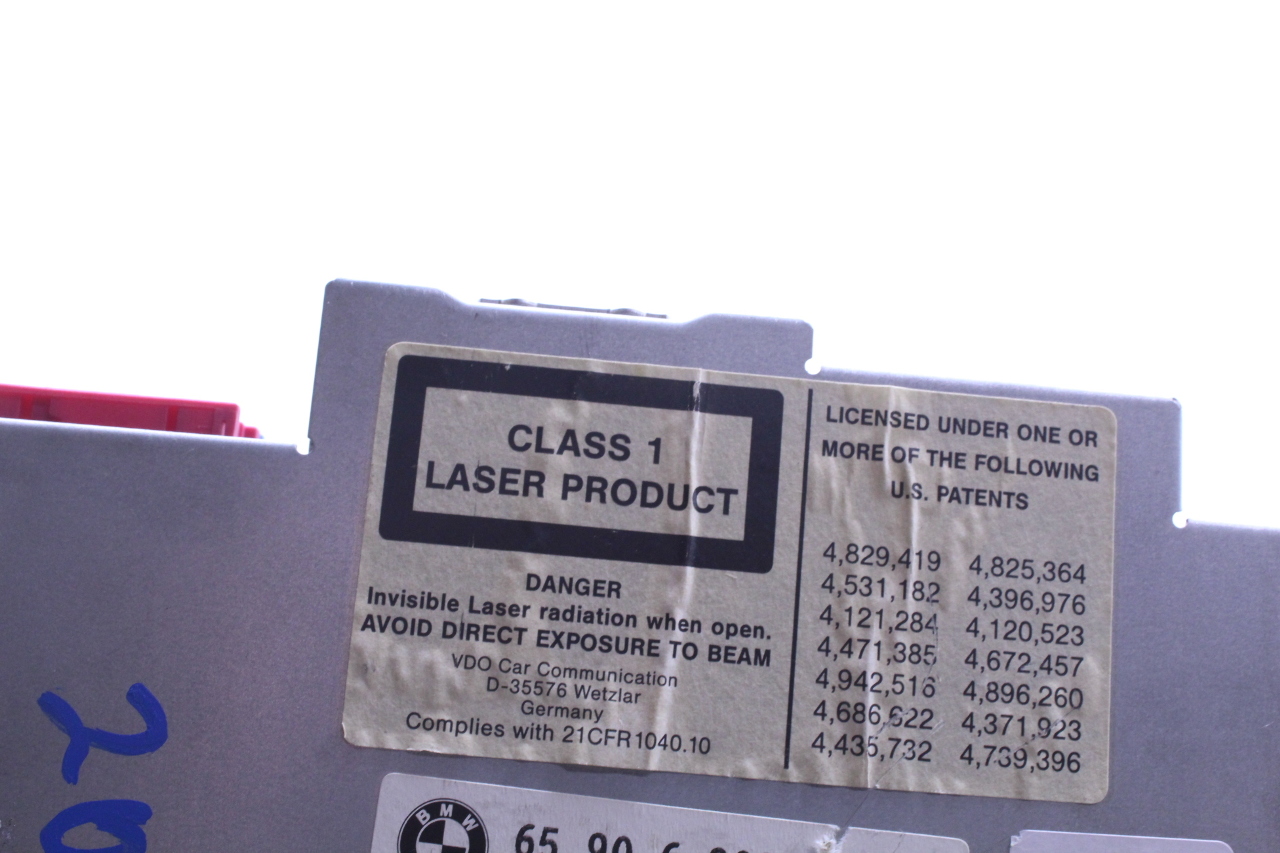 CLASS 1
LASER PRODUCT
DANGER
Invisible Laser radiation when open.
AVOID DIRECT EXPOSURE TO BEAM
VDO Car Communication
D-35576 Wetzlar
Germany
Complies with 21CFR1040.10
LICENSED UNDER ONE OR
MORE OF THE FOLLOWING
U.S. PATENTS
4,829,419 4,825,364
4,531,182 4,396,976
4,121,284 4,120,523
4,471,385 4,672,457
4,942,516 4,896,260
4,686,622 4,371,923
4,435,732 4,739,396
BMW
65 90 6
20